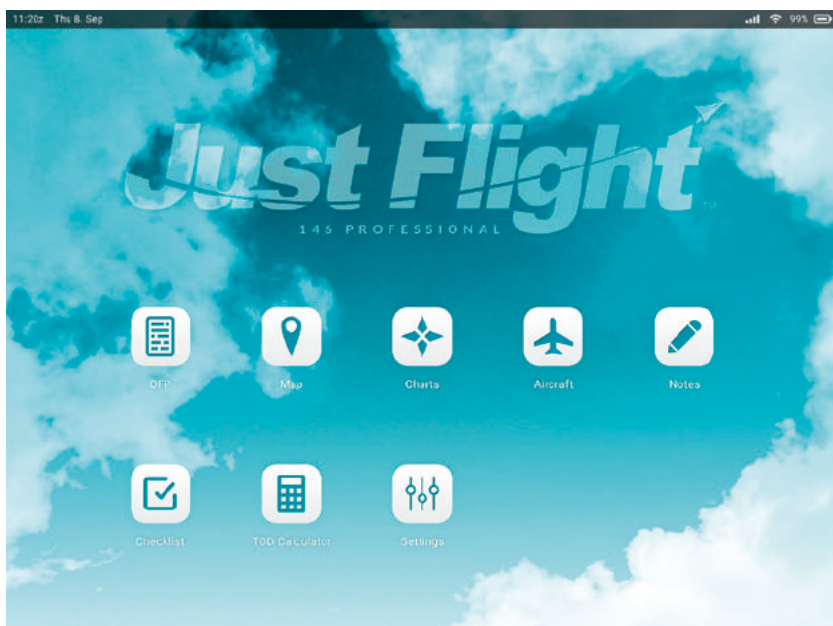 11:20z Thu 8. Sep
99%
Just Flight
TM
146 PROFESSIONAL
OFP
Map
Charts
Aircraft
Notes
Checklist
TOD Calculator
Settings